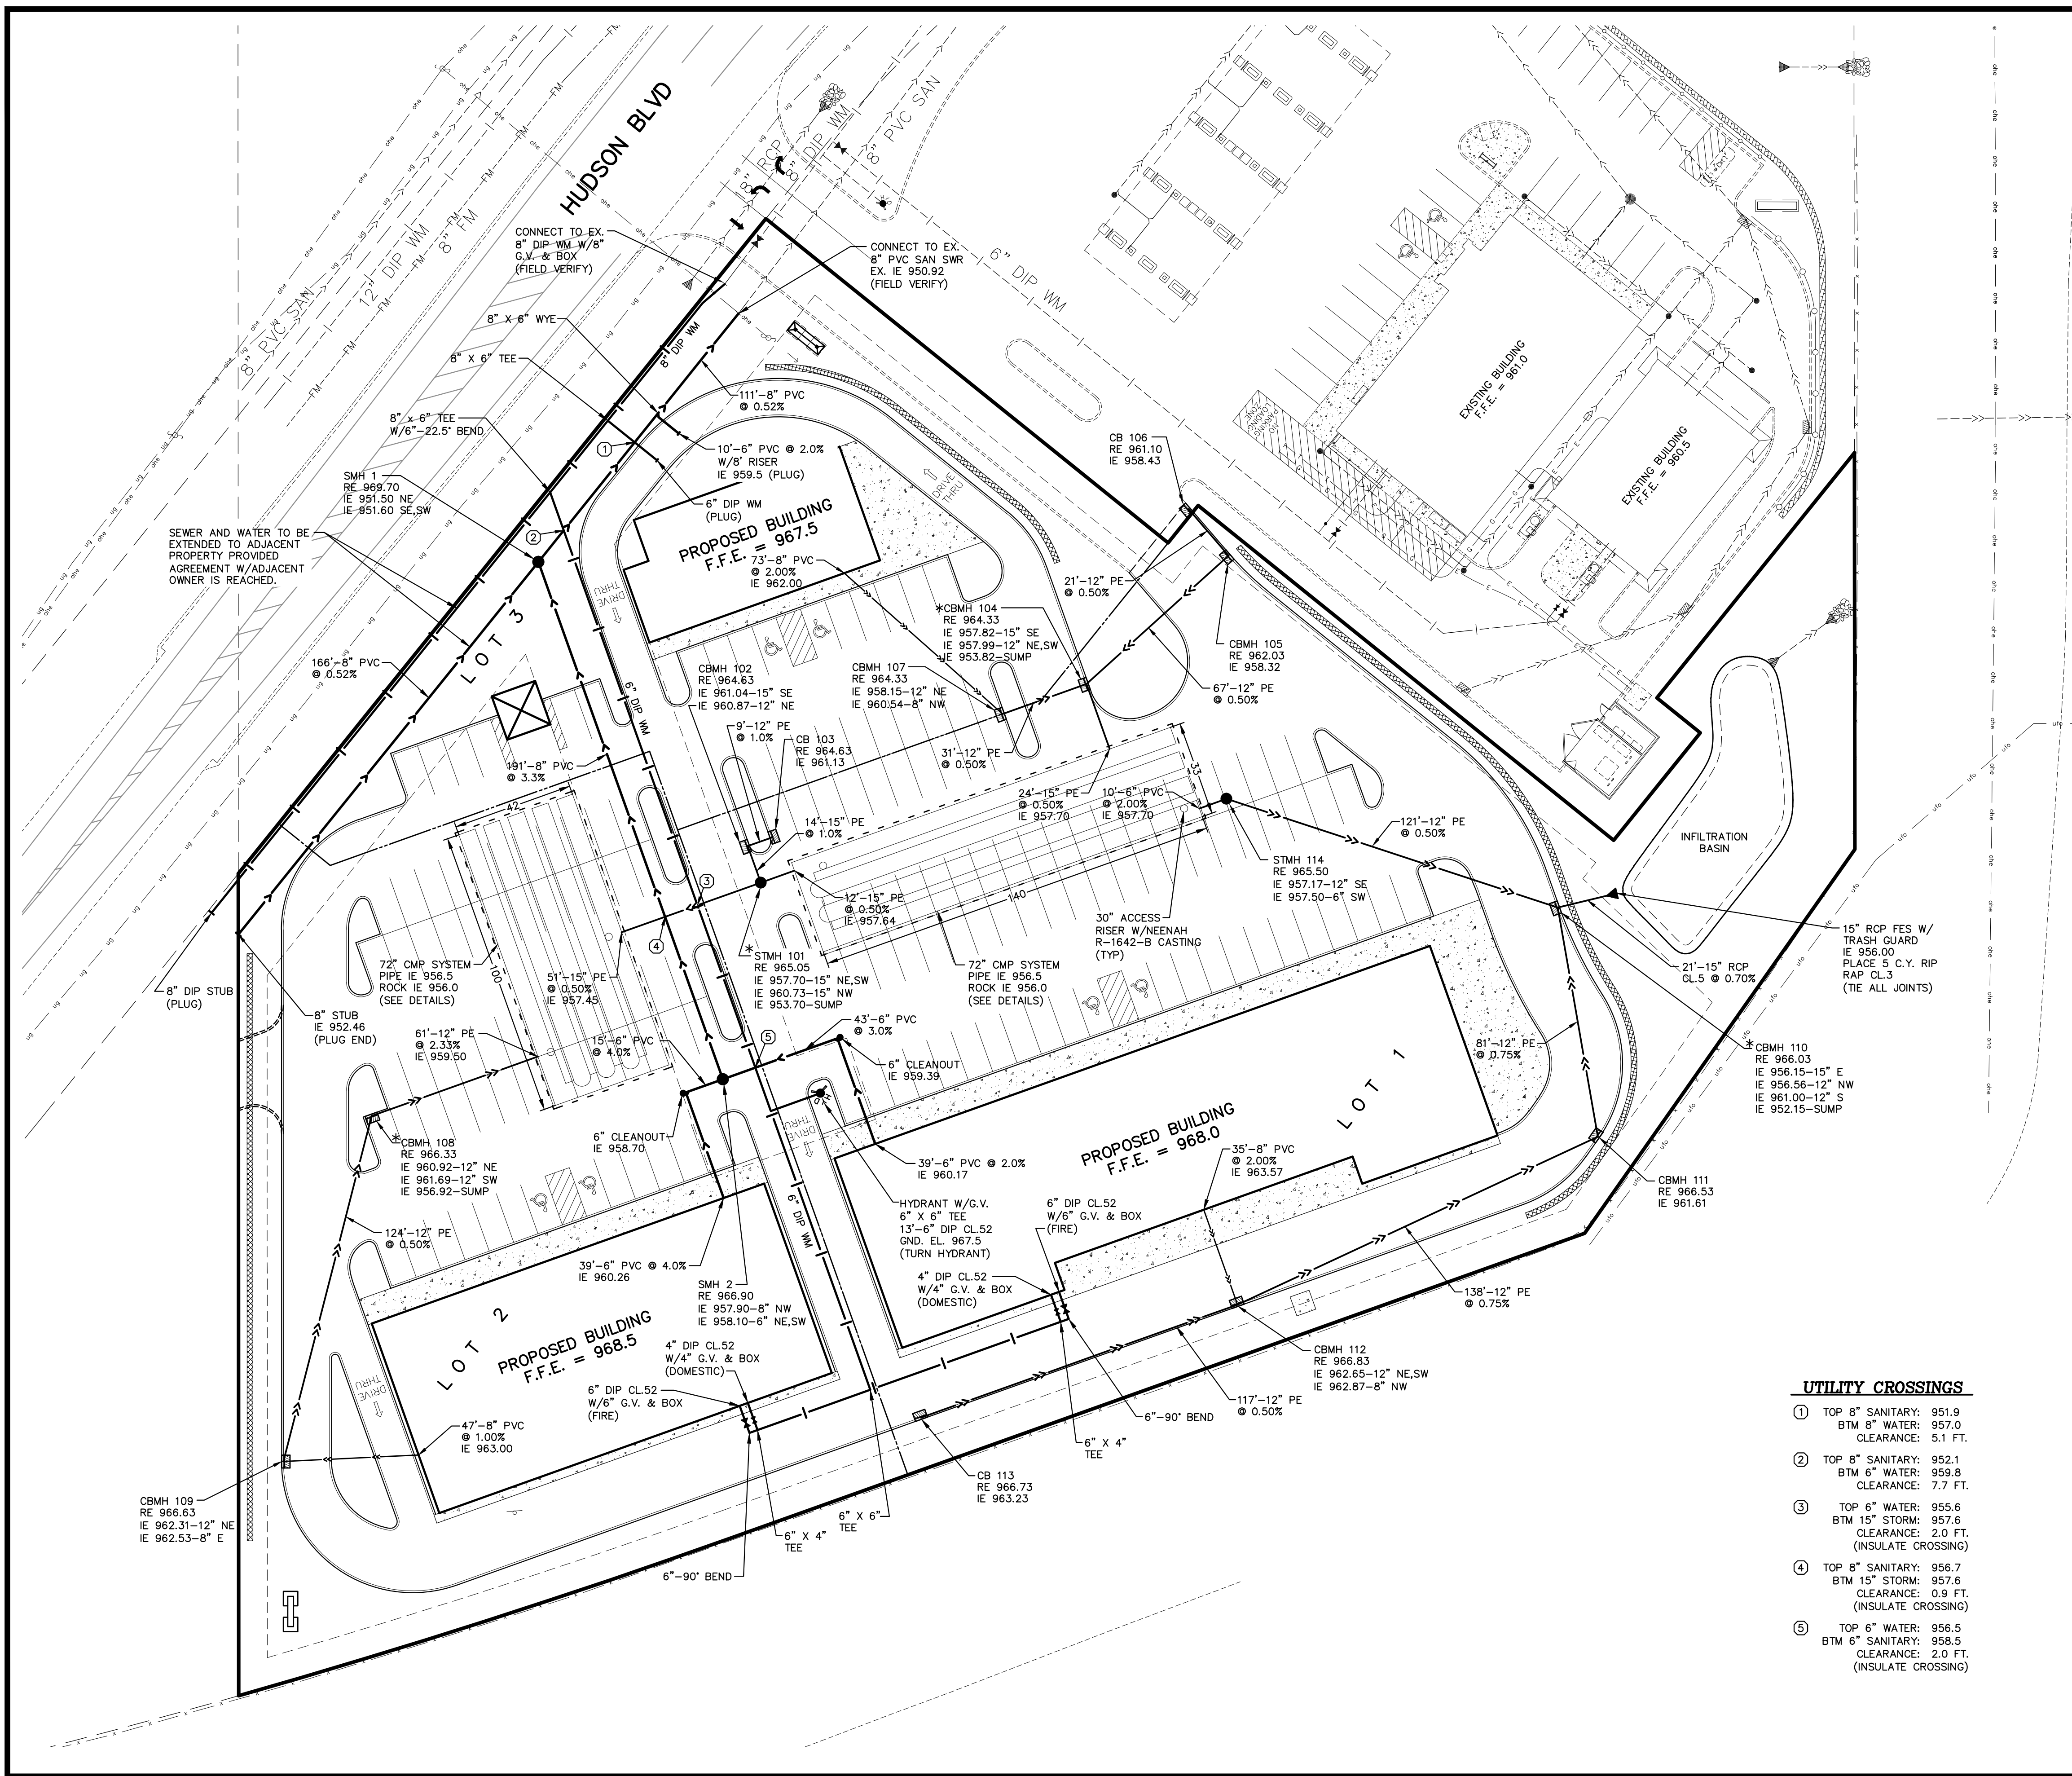 HUDSON BLVD
8" PVC SAN
12" DIP WM
8" FM
18" RCP
8" DIP WM
8" PVC SAN
6" DIP WM
CONNECT TO EX.
8" DIP WM W/8"
G.V. & BOX
(FIELD VERIFY)
CONNECT TO EX.
8" PVC SAN SWR
EX. IE 950.92
(FIELD VERIFY)
8" X 6" WYE
8" X 6" TEE
8" DIP WM
111'-8" PVC
@ 0.52%
8" x 6" TEE
W/6"-22.5° BEND
1
10'-6" PVC @ 2.0%
W/8' RISER
IE 959.5 (PLUG)
6" DIP WM
(PLUG)
SMH 1
RE 969.70
IE 951.50 NE
IE 951.60 SE,SW
2
SEWER AND WATER TO BE
EXTENDED TO ADJACENT
PROPERTY PROVIDED
AGREEMENT W/ADJACENT
OWNER IS REACHED.
DRIVE
THRU
PROPOSED BUILDING
F.F.E. = 967.5
DRIVE
THRU
73'-8" PVC
@ 2.00%
IE 962.00
CB 106
RE 961.10
IE 958.43
NO
PARKING
LOADING
ZONE
EXISTING BUILDING
F.F.E. = 961.0
EXISTING BUILDING
F.F.E. = 960.5
21'-12" PE
@ 0.50%
*CBMH 104
RE 964.33
IE 957.82-15" SE
IE 957.99-12" NE,SW
IE 953.82-SUMP
CBMH 105
RE 962.03
IE 958.32
67'-12" PE
@ 0.50%
LOT 3
166'-8" PVC
@ 0.52%
6" DIP WM
CBMH 102
RE 964.63
IE 961.04-15" SE
IE 960.87-12" NE
CBMH 107
RE 964.33
IE 958.15-12" NE
IE 960.54-8" NW
9'-12" PE
@ 1.0%
CB 103
RE 964.63
IE 961.13
31'-12" PE
@ 0.50%
191'-8" PVC
@ 3.3%
42
33
24'-15" PE
@ 0.50%
IE 957.70
10'-6" PVC
@ 2.00%
IE 957.70
14'-15" PE
@ 1.0%
121'-12" PE
@ 0.50%
INFILTRATION
BASIN
STMH 114
RE 965.50
IE 957.17-12" SE
IE 957.50-6" SW
3
4
12'-15" PE
@ 0.50%
IE 957.64
140
30" ACCESS
RISER W/NEENAH
R-1642-B CASTING
(TYP)
15" RCP FES W/
TRASH GUARD
IE 956.00
PLACE 5 C.Y. RIP
RAP CL.3
(TIE ALL JOINTS)
21'-15" RCP
CL.5 @ 0.70%
8" DIP STUB
(PLUG)
8" STUB
IE 952.46
(PLUG END)
72" CMP SYSTEM
PIPE IE 956.5
ROCK IE 956.0
(SEE DETAILS)
100
51'-15" PE
@ 0.50%
IE 957.45
*
STMH 101
RE 965.05
IE 957.70-15" NE,SW
IE 960.73-15" NW
IE 953.70-SUMP
72" CMP SYSTEM
PIPE IE 956.5
ROCK IE 956.0
(SEE DETAILS)
61'-12" PE
@ 2.33%
IE 959.50
15'-6" PVC
@ 4.0%
43'-6" PVC
@ 3.0%
5
6" CLEANOUT
IE 959.39
81'-12" PE
@ 0.75%
*
CBMH 110
RE 966.03
IE 956.15-15" E
IE 956.56-12" NW
IE 961.00-12" S
IE 952.15-SUMP
HYD
DRIVE
THRU
LOT 1
PROPOSED BUILDING
F.F.E. = 968.0
*
CBMH 108
RE 966.33
IE 960.92-12" NE
IE 961.69-12" SW
IE 956.92-SUMP
6" CLEANOUT
IE 958.70
39'-6" PVC @ 2.0%
IE 960.17
35'-8" PVC
@ 2.00%
IE 963.57
CBMH 111
RE 966.53
IE 961.61
124'-12" PE
@ 0.50%
39'-6" PVC @ 4.0%
IE 960.26
SMH 2
RE 966.90
IE 957.90-8" NW
IE 958.10-6" NE,SW
6" DIP WM
HYDRANT W/G.V.
6" X 6" TEE
13'-6" DIP CL.52
GND. EL. 967.5
(TURN HYDRANT)
6" DIP CL.52
W/6" G.V. & BOX
(FIRE)
4" DIP CL.52
W/4" G.V. & BOX
(DOMESTIC)
138'-12" PE
@ 0.75%
LOT 2
PROPOSED BUILDING
F.F.E. = 968.5
DRIVE
THRU
4" DIP CL.52
W/4" G.V. & BOX
(DOMESTIC)
6" DIP CL.52
W/6" G.V. & BOX
(FIRE)
CBMH 112
RE 966.83
IE 962.65-12" NE,SW
IE 962.87-8" NW
117'-12" PE
@ 0.50%
6"-90° BEND
6" X 4"
TEE
47'-8" PVC
@ 1.00%
IE 963.00
CB 113
RE 966.73
IE 963.23
CBMH 109
RE 966.63
IE 962.31-12" NE
IE 962.53-8" E
6" X 6"
TEE
6" X 4"
TEE
6"-90° BEND
UTILITY CROSSINGS
1 TOP 8" SANITARY: 951.9
BTM 8" WATER: 957.0
CLEARANCE: 5.1 FT.
2 TOP 8" SANITARY: 952.1
BTM 6" WATER: 959.8
CLEARANCE: 7.7 FT.
3 TOP 6" WATER: 955.6
BTM 15" STORM: 957.6
CLEARANCE: 2.0 FT.
(INSULATE CROSSING)
4 TOP 8" SANITARY: 956.7
BTM 15" STORM: 957.6
CLEARANCE: 0.9 FT.
(INSULATE CROSSING)
5 TOP 6" WATER: 956.5
BTM 6" SANITARY: 958.5
CLEARANCE: 2.0 FT.
(INSULATE CROSSING)